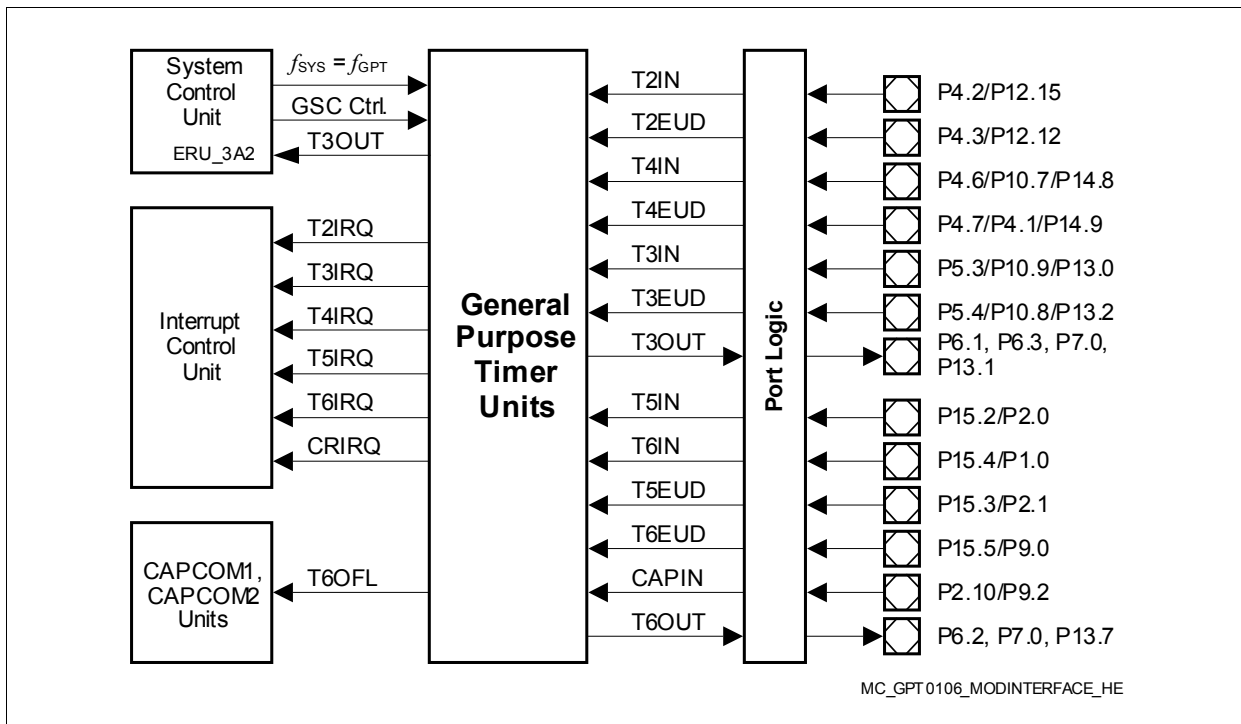 System
Control
Unit
ERU_3A2
fSYS = fGPT
GSC Ctrl.
T3OUT
Interrupt
Control
Unit
T2IRQ
T3IRQ
T4IRQ
T5IRQ
T6IRQ
CRIRQ
CAPCOM1,
CAPCOM2
Units
T6OFL
General
Purpose
Timer
Units
T2IN
T2EUD
T4IN
T4EUD
T3IN
T3EUD
T3OUT
T5IN
T6IN
T5EUD
T6EUD
CAPIN
T6OUT
Port Logic
P4.2/P12.15
P4.3/P12.12
P4.6/P10.7/P14.8
P4.7/P4.1/P14.9
P5.3/P10.9/P13.0
P5.4/P10.8/P13.2
P6.1, P6.3, P7.0,
P13.1
P15.2/P2.0
P15.4/P1.0
P15.3/P2.1
P15.5/P9.0
P2.10/P9.2
P6.2, P7.0, P13.7
MC_GPT0106_MODINTERFACE_HE